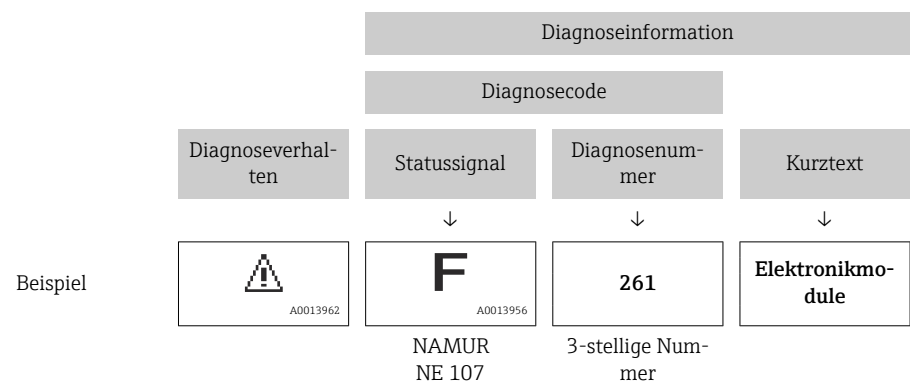 Diagnoseinformation
Diagnosecode
Diagnoseverhal-
ten
Statussignal
Diagnosenum-
mer
Kurztext
↓ ↓ ↓
Beispiel
A0013962
F
A0013956
261
Elektronikmo-
dule
NAMUR
NE 107
3-stellige Num-
mer